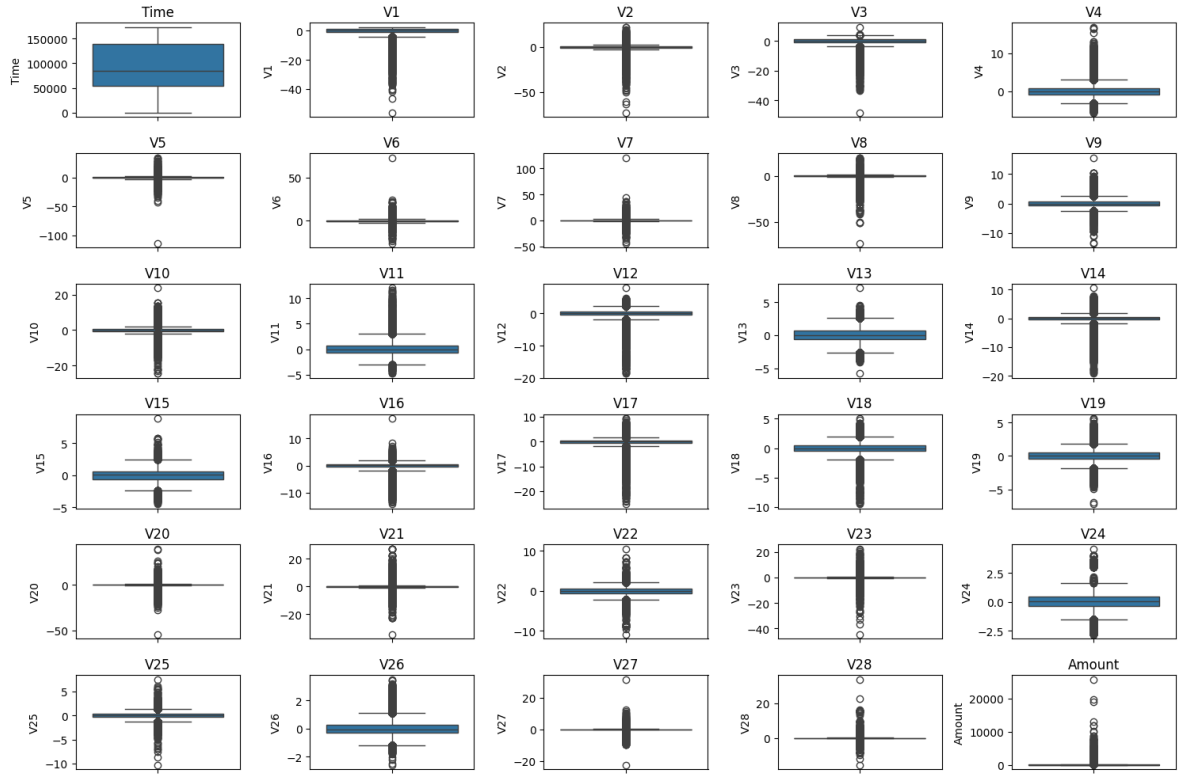 Time V1 V2 V3 V4
150000 100000 50000 0 Time
0 −20 −40 V1
0 −50 V2
0 −20 −40 V3
10 0 V4
V5 V6 V7 V8 V9
0 −50 −100 V5
50 0 V6
100 50 0 −50 V7
0 −50 V8
10 0 −10 V9
V10 V11 V12 V13 V14
20 0 −20 V10
10 5 0 −5 V11
0 −10 −20 V12
5 0 −5 V13
10 0 −10 −20 V14
V15 V16 V17 V18 V19
5 0 −5 V15
10 0 −10 V16
10 0 −10 −20 V17
5 0 −5 −10 V18
5 0 −5 V19
V20 V21 V22 V23 V24
0 −50 V20
20 0 −20 V21
10 0 −10 V22
20 0 −20 −40 V23
2.5 0.0 −2.5 V24
V25 V26 V27 V28 Amount
5 0 −5 −10 V25
2 0 −2 V26
20 0 −20 V27
20 0 V28
20000 10000 0 Amount